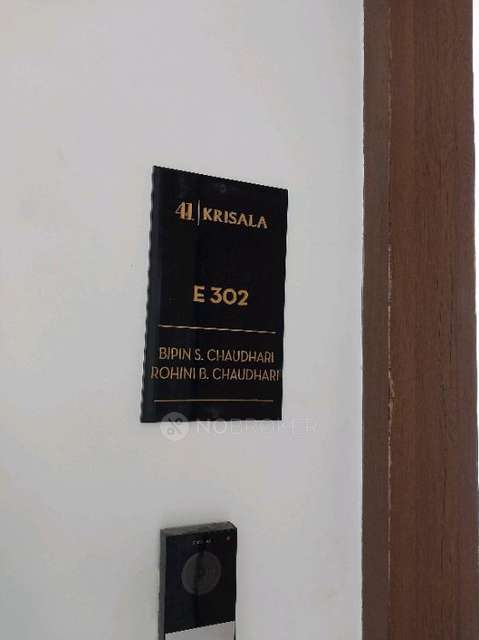 41 | KRISALA
E 302
BIPIN S. CHAUDHARI
ROHINI B. CHAUDHARI
NOBROKER